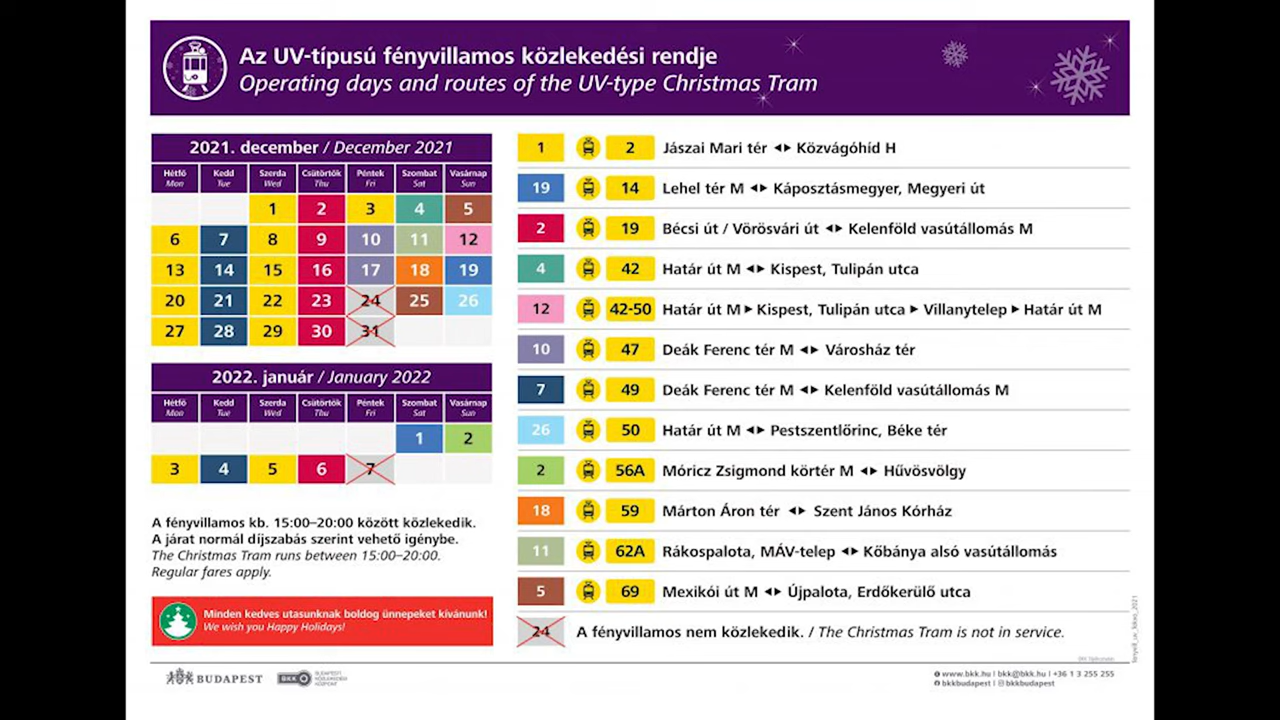 Az UV-típusú fényvillamos közlekedési rendje
Operating days and routes of the UV-type Christmas Tram
2021. december / December 2021
Hétfő Kedd Szerda Csütörtök Péntek Szombat Vasárnap
Mon Tue Wed Thu Fri Sat Sun
1 2 3 4 5
6 7 8 9 10 11 12
13 14 15 16 17 18 19
20 21 22 23 24 25 26
27 28 29 30 31
2022. január / January 2022
Hétfő Kedd Szerda Csütörtök Péntek Szombat Vasárnap
Mon Tue Wed Thu Fri Sat Sun
1 2
3 4 5 6 7
A fényvillamos kb. 15:00–20:00 között közlekedik.
A járat normál díjszabás szerint vehető igénybe.
The Christmas Tram runs between 15:00–20:00.
Regular fares apply.
Minden kedves utasunknak boldog ünnepeket kívánunk!
We wish you Happy Holidays!
1 2 Jászai Mari tér ◄► Közvágóhíd H
19 14 Lehel tér M ◄► Káposztásmegyer, Megyeri út
2 19 Bécsi út / Vörösvári út ◄► Kelenföld vasútállomás M
4 42 Határ út M ◄► Kispest, Tulipán utca
12 42-50 Határ út M ► Kispest, Tulipán utca ► Villanytelep ► Határ út M
10 47 Deák Ferenc tér M ◄► Városház tér
7 49 Deák Ferenc tér M ◄► Kelenföld vasútállomás M
26 50 Határ út M ◄► Pestszentlőrinc, Béke tér
2 56A Móricz Zsigmond körtér M ◄► Hűvösvölgy
18 59 Márton Áron tér ◄► Szent János Kórház
11 62A Rákospalota, MÁV-telep ◄► Kőbánya alsó vasútállomás
5 69 Mexikói út M ◄► Újpalota, Erdőkerülő utca
24 A fényvillamos nem közlekedik. / The Christmas Tram is not in service.
BUDAPEST
BKK
BUDAPESTI
KÖZLEKEDÉSI
KÖZPONT
www.bkk.hu | bkk@bkk.hu | +36 1 3 255 255
bkkbudapest | bkkbudapest